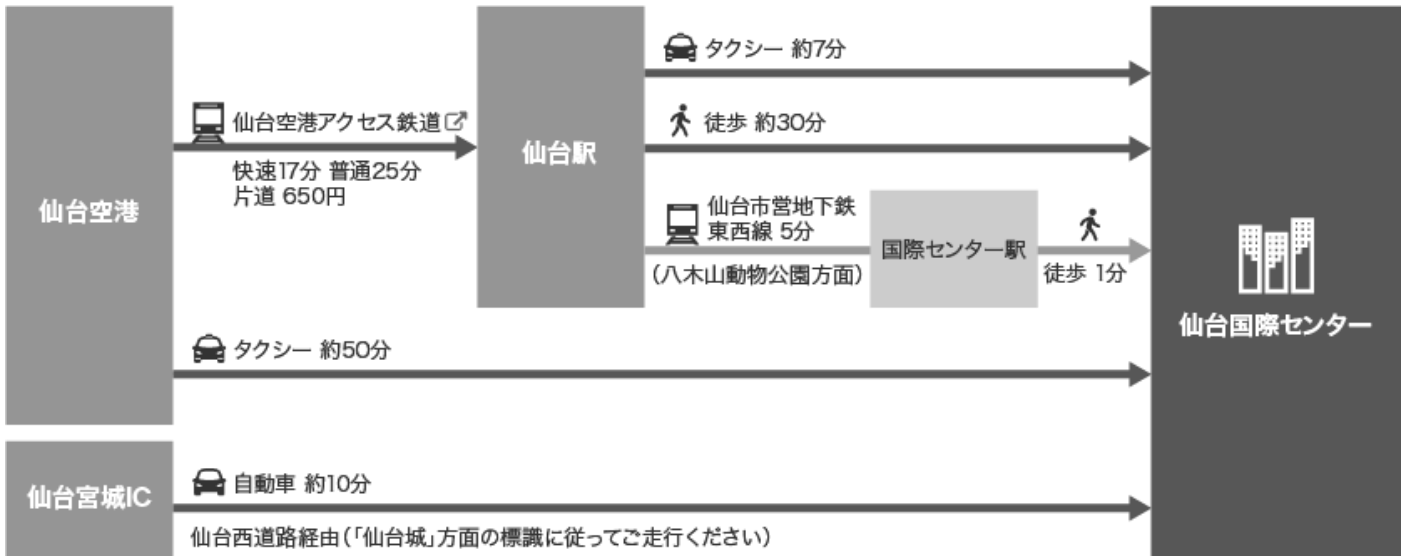 仙台空港
仙台空港アクセス鉄道
快速17分 普通25分
片道 650円
仙台駅
タクシー 約7分
徒歩 約30分
仙台市営地下鉄
東西線 5分
(八木山動物公園方面)
国際センター駅
徒歩 1分
タクシー 約50分
仙台国際センター
仙台宮城IC
自動車 約10分
仙台西道路経由(「仙台城」方面の標識に従ってご走行ください)